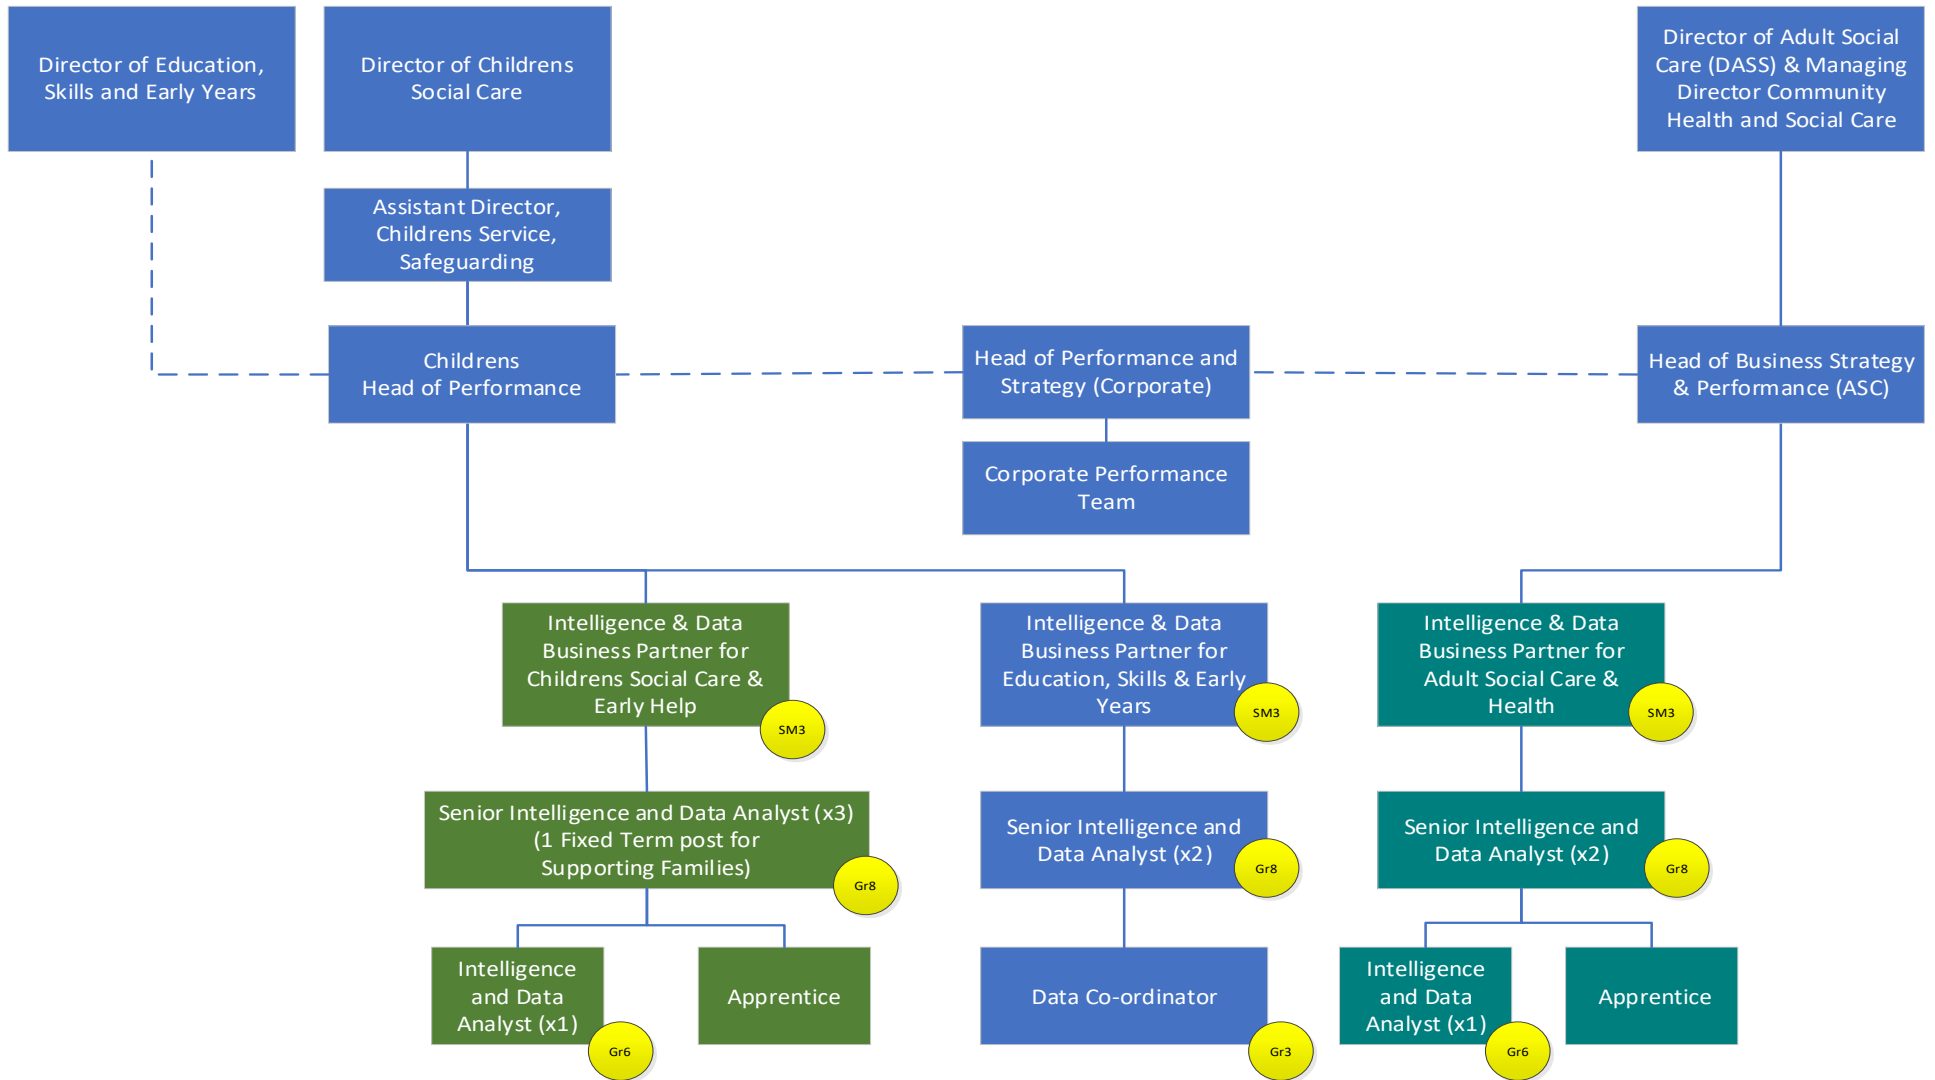 Director of Education,
Skills and Early Years
Director of Childrens
Social Care
Director of Adult Social
Care (DASS) & Managing
Director Community
Health and Social Care
Assistant Director,
Childrens Service,
Safeguarding
Childrens
Head of Performance
Head of Performance and
Strategy (Corporate)
Head of Business Strategy
& Performance (ASC)
Corporate Performance
Team
Intelligence & Data
Business Partner for
Childrens Social Care &
Early Help
SM3
Intelligence & Data
Business Partner for
Education, Skills & Early
Years
SM3
Intelligence & Data
Business Partner for
Adult Social Care &
Health
SM3
Senior Intelligence and Data Analyst (x3)
(1 Fixed Term post for
Supporting Families)
Gr8
Senior Intelligence and
Data Analyst (x2)
Gr8
Senior Intelligence and
Data Analyst (x2)
Gr8
Intelligence
and Data
Analyst (x1)
Gr6
Apprentice
Data Co-ordinator
Gr3
Intelligence
and Data
Analyst (x1)
Gr6
Apprentice